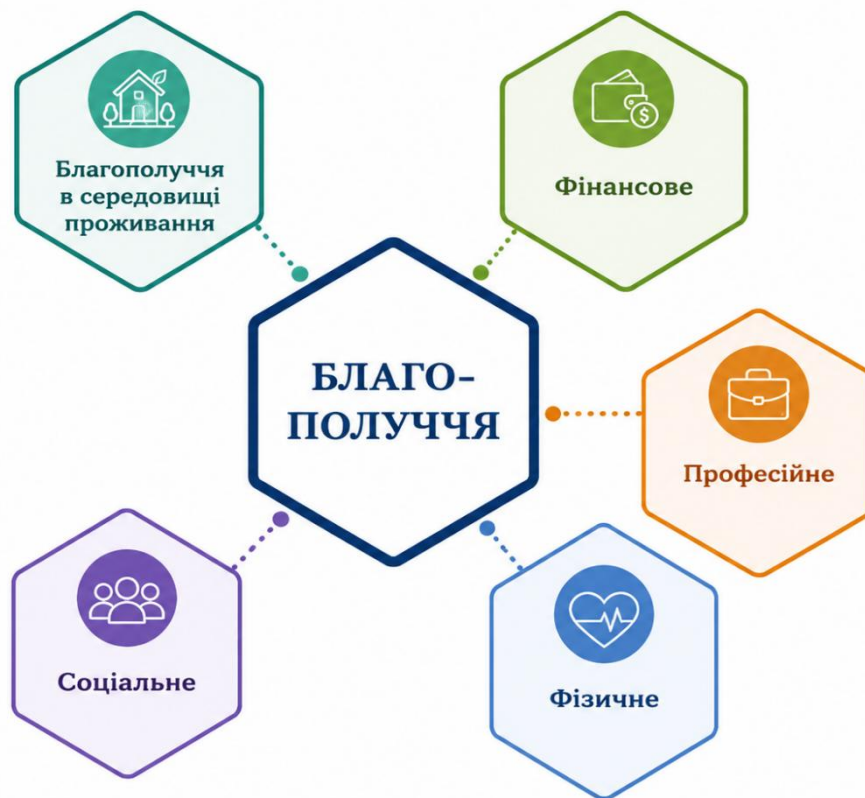 Благополуччя
в середовищі
проживання
Фінансове
БЛАГО-
ПОЛУЧЧЯ
Професійне
Соціальне
Фізичне